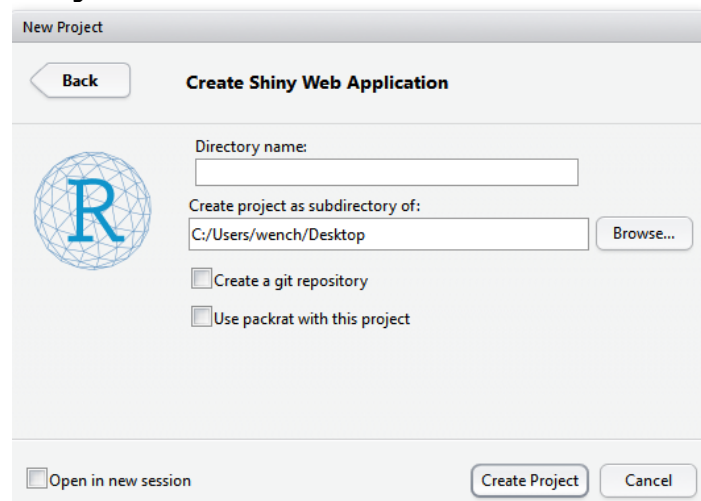 New Project
Back
Create Shiny Web Application
Directory name:
R
Create project as subdirectory of:
C:/Users/wench/Desktop
Browse...
Create a git repository
Use packrat with this project
Open in new session
Create Project
Cancel